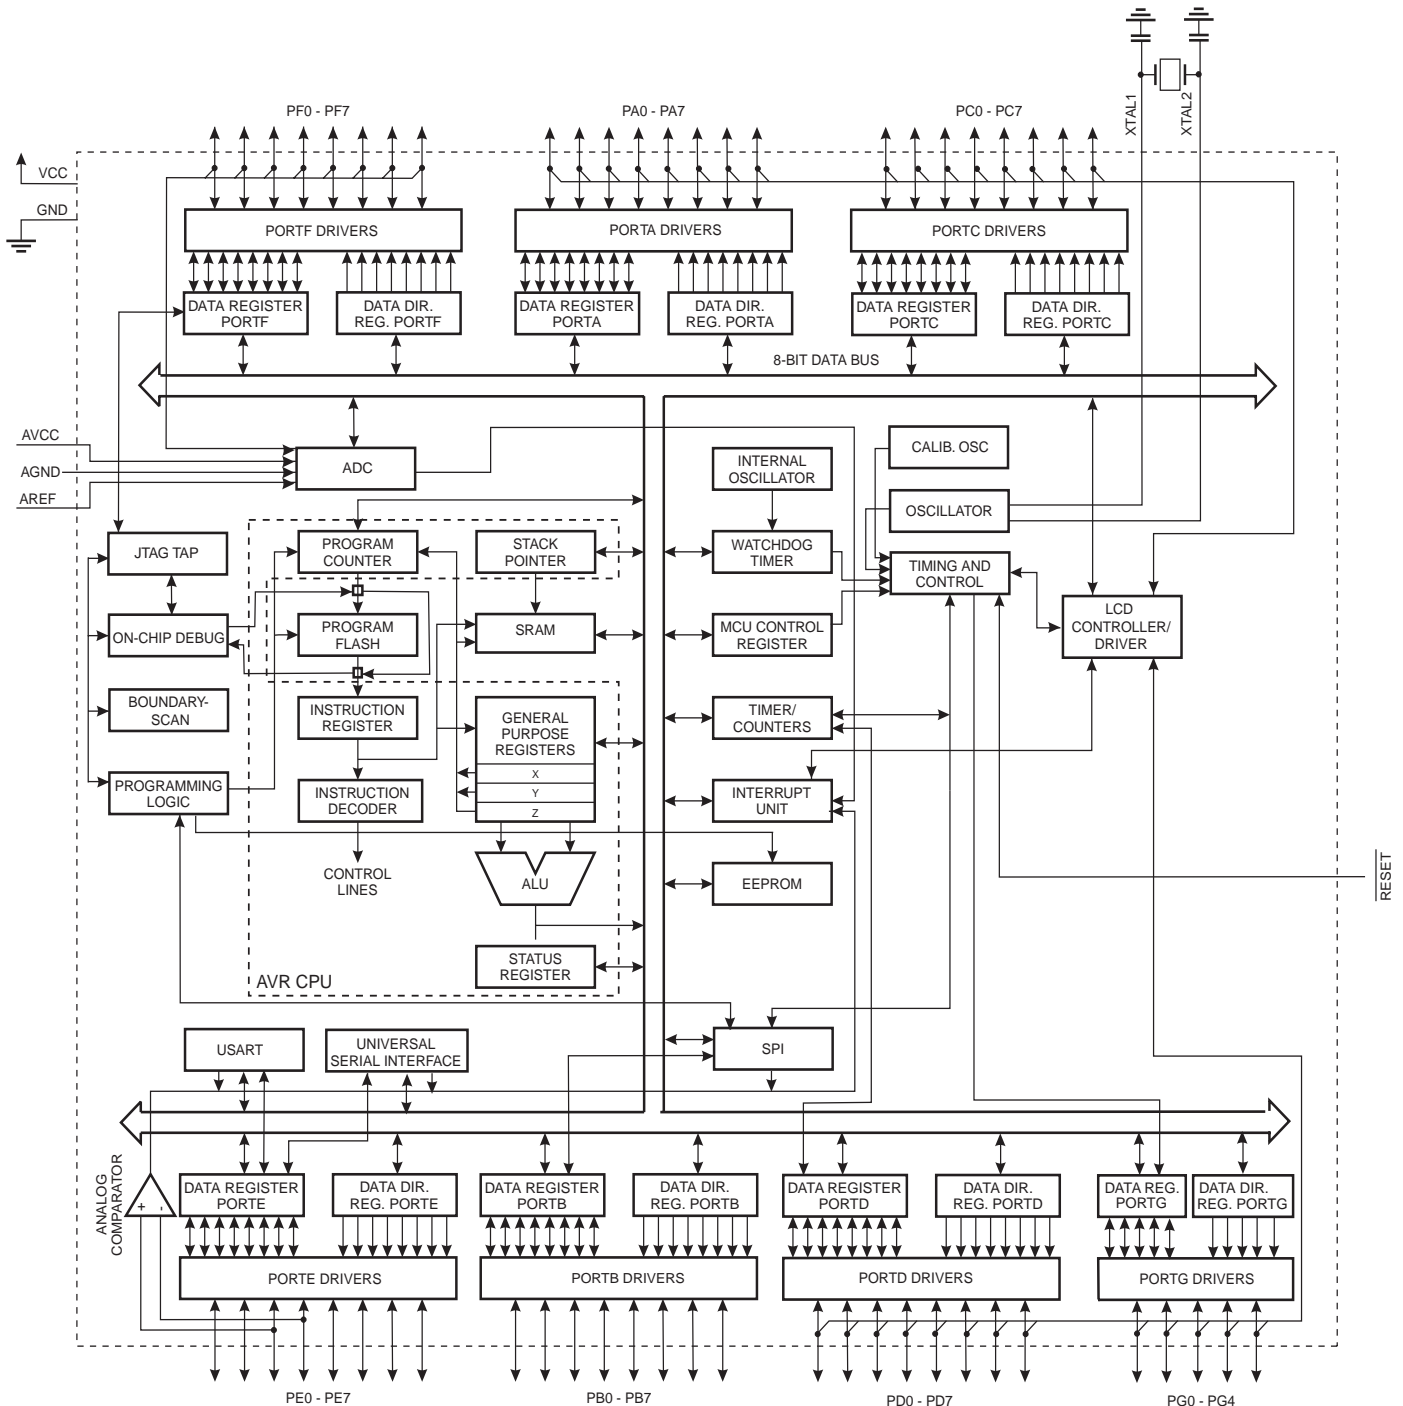 XTAL1
XTAL2
PF0 - PF7
PA0 - PA7
PC0 - PC7
VCC
GND
PORTF DRIVERS
PORTA DRIVERS
PORTC DRIVERS
DATA REGISTER
PORTF
DATA DIR.
REG. PORTF
DATA REGISTER
PORTA
DATA DIR.
REG. PORTA
DATA REGISTER
PORTC
DATA DIR.
REG. PORTC
8-BIT DATA BUS
AVCC
AGND
AREF
ADC
INTERNAL
OSCILLATOR
CALIB. OSC
OSCILLATOR
JTAG TAP
PROGRAM
COUNTER
STACK
POINTER
WATCHDOG
TIMER
TIMING AND
CONTROL
LCD
CONTROLLER/
DRIVER
ON-CHIP DEBUG
PROGRAM
FLASH
SRAM
MCU CONTROL
REGISTER
BOUNDARY-
SCAN
INSTRUCTION
REGISTER
GENERAL
PURPOSE
REGISTERS
X
Y
Z
TIMER/
COUNTERS
PROGRAMMING
LOGIC
INSTRUCTION
DECODER
INTERRUPT
UNIT
CONTROL
LINES
ALU
EEPROM
RESET
STATUS
REGISTER
AVR CPU
USART
UNIVERSAL
SERIAL INTERFACE
SPI
ANALOG
COMPARATOR
+
-
DATA REGISTER
PORTE
DATA DIR.
REG. PORTE
DATA REGISTER
PORTB
DATA DIR.
REG. PORTB
DATA REGISTER
PORTD
DATA DIR.
REG. PORTD
DATA REG.
PORTG
DATA DIR.
REG. PORTG
PORTE DRIVERS
PORTB DRIVERS
PORTD DRIVERS
PORTG DRIVERS
PE0 - PE7
PB0 - PB7
PD0 - PD7
PG0 - PG4